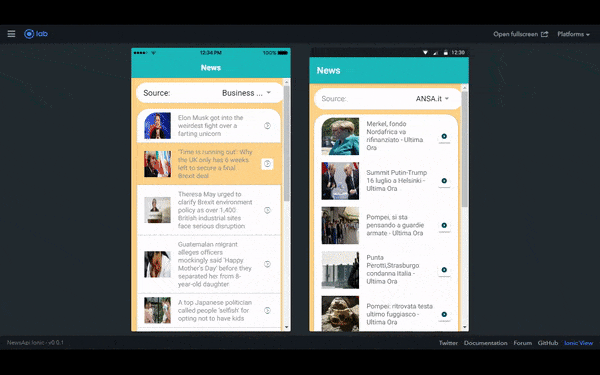 lab
Open fullscreen
Platforms
12:34 PM
100%
News
Source:
Business ...
Elon Musk got into the
weirdest fight over a
farting unicorn
'Time is running out': Why
the UK only has 6 weeks
left to secure a final
Brexit deal
Theresa May urged to
clarify Brexit environment
policy as over 1,400
British industrial sites
face serious disruption
Guatemalan migrant
alleges officers
mockingly said 'Happy
Mother's Day' before they
separated her from 8-
year-old daughter
A top Japanese politician
called people 'selfish' for
opting not to have kids
12:30
News
Source:
ANSA.it
Merkel, fondo
Nordafrica va
rifinanziato - Ultima
Ora
Summit Putin-Trump
16 luglio a Helsinki -
Ultima Ora
Pompei, si sta
pensando a guardie
armate - Ultima Ora
Punta
Perotti,Strasburgo
condanna Italia -
Ultima Ora
Pompei: ritrovata testa
ultimo fuggiasco -
Ultima Ora
Twitter
Documentation
Forum
GitHub
Ionic View